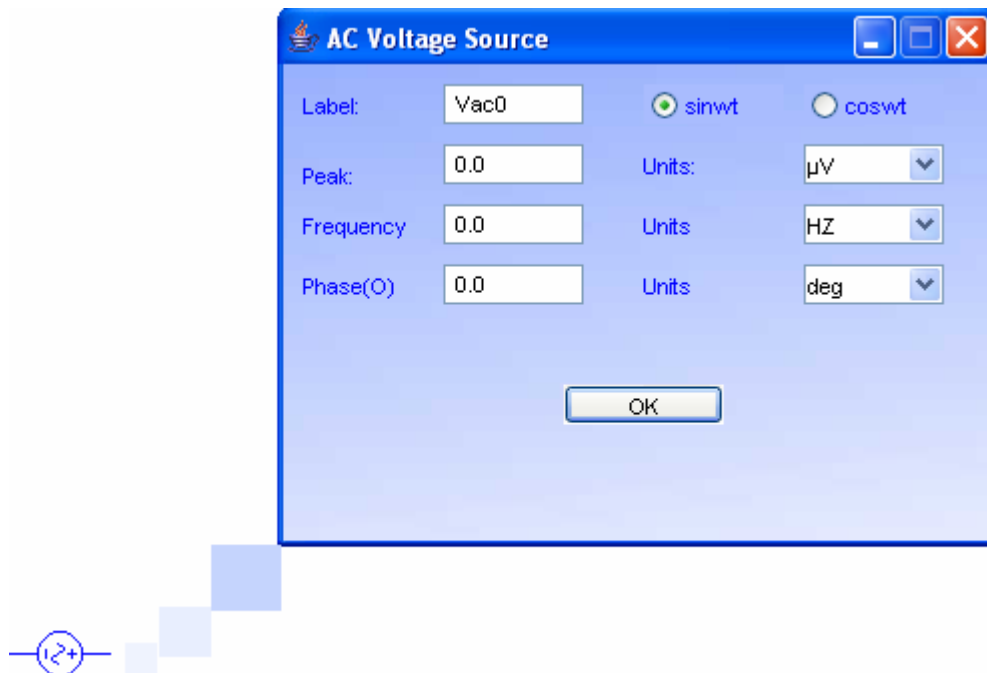 AC Voltage Source
Label: Vac0 sinwt coswt
Peak: 0.0 Units: µV
Frequency 0.0 Units HZ
Phase(O) 0.0 Units deg
OK